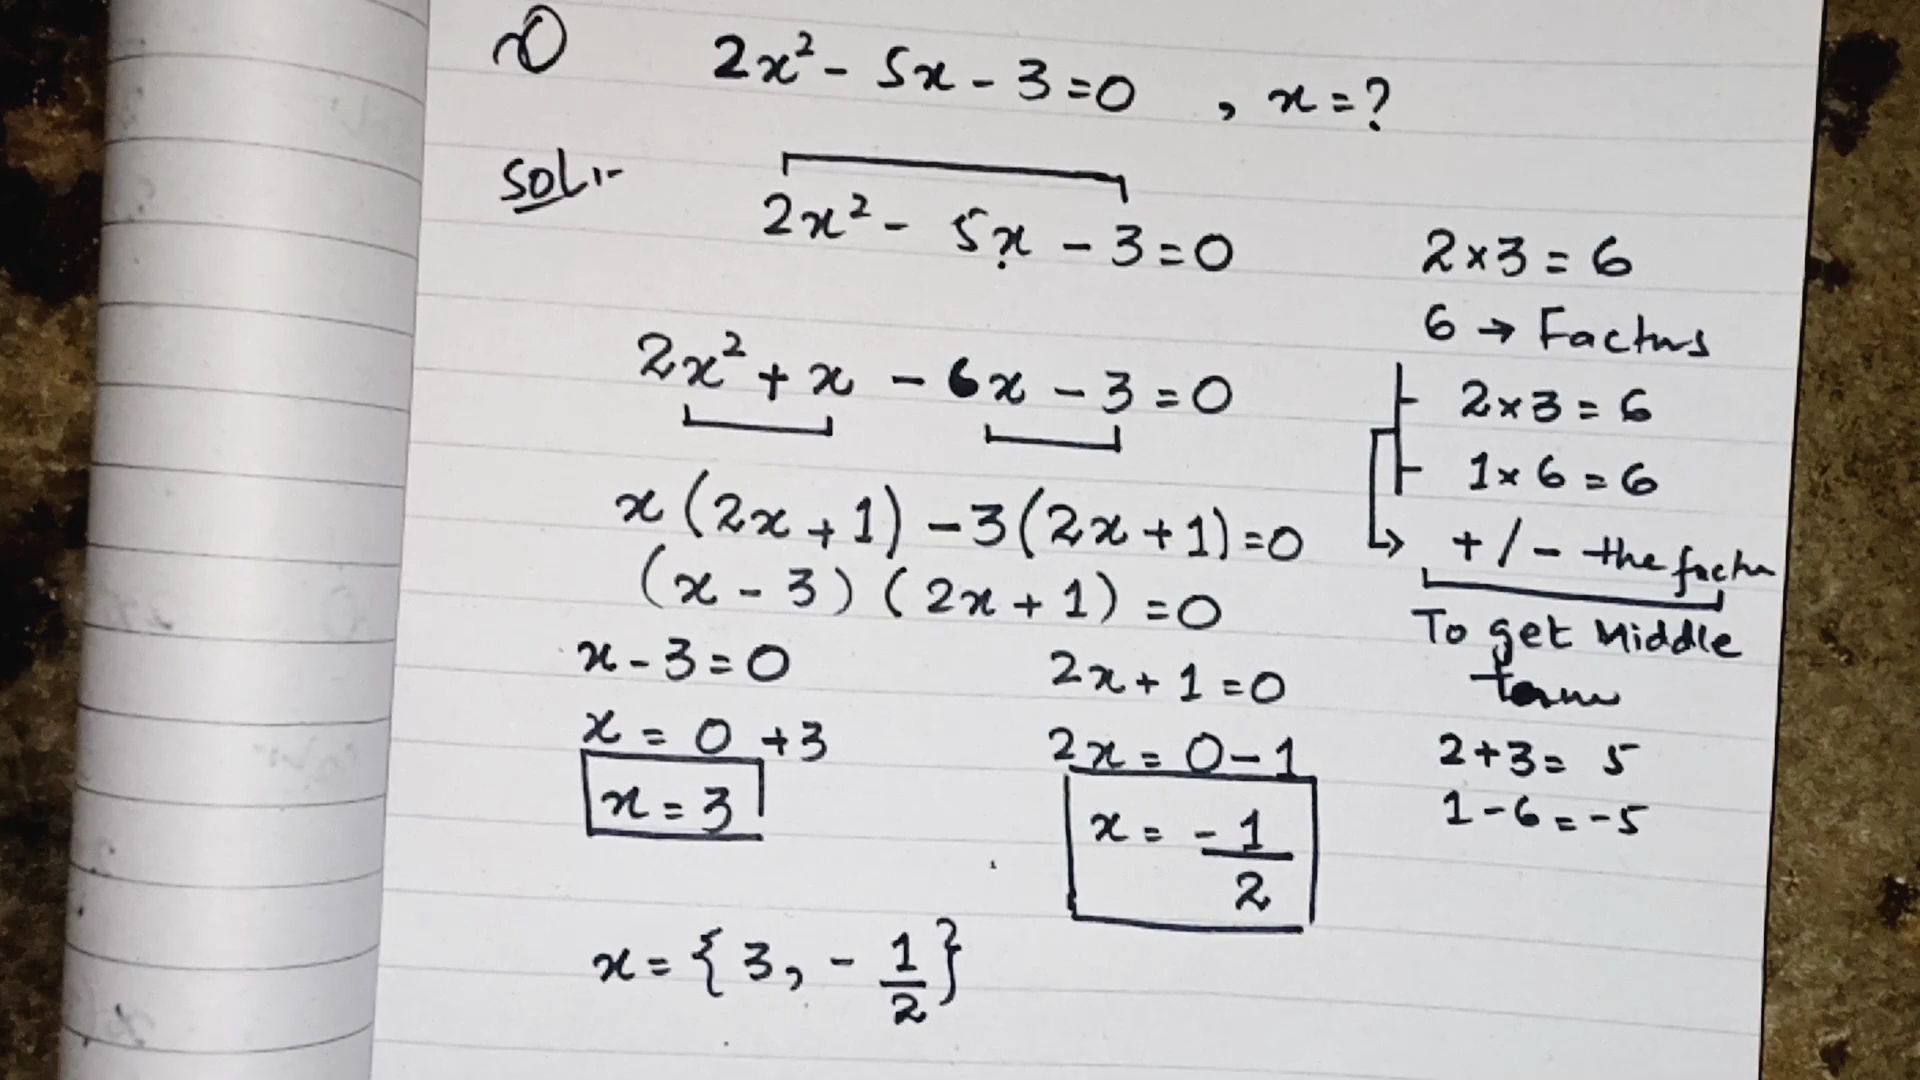 2x² - 5x - 3 = 0 , x = ?
Sol:-
2x² - 5x - 3 = 0
2x² + x - 6x - 3 = 0
x(2x + 1) - 3(2x + 1) = 0
(x - 3) (2x + 1) = 0
x - 3 = 0
x = 0 + 3
x = 3
2x + 1 = 0
2x = 0 - 1
x = -1/2
x = {3, - 1/2}
2 × 3 = 6
6 → Factors
2 × 3 = 6
1 × 6 = 6
+ / - the factor
To get Middle
term
2 + 3 = 5
1 - 6 = -5